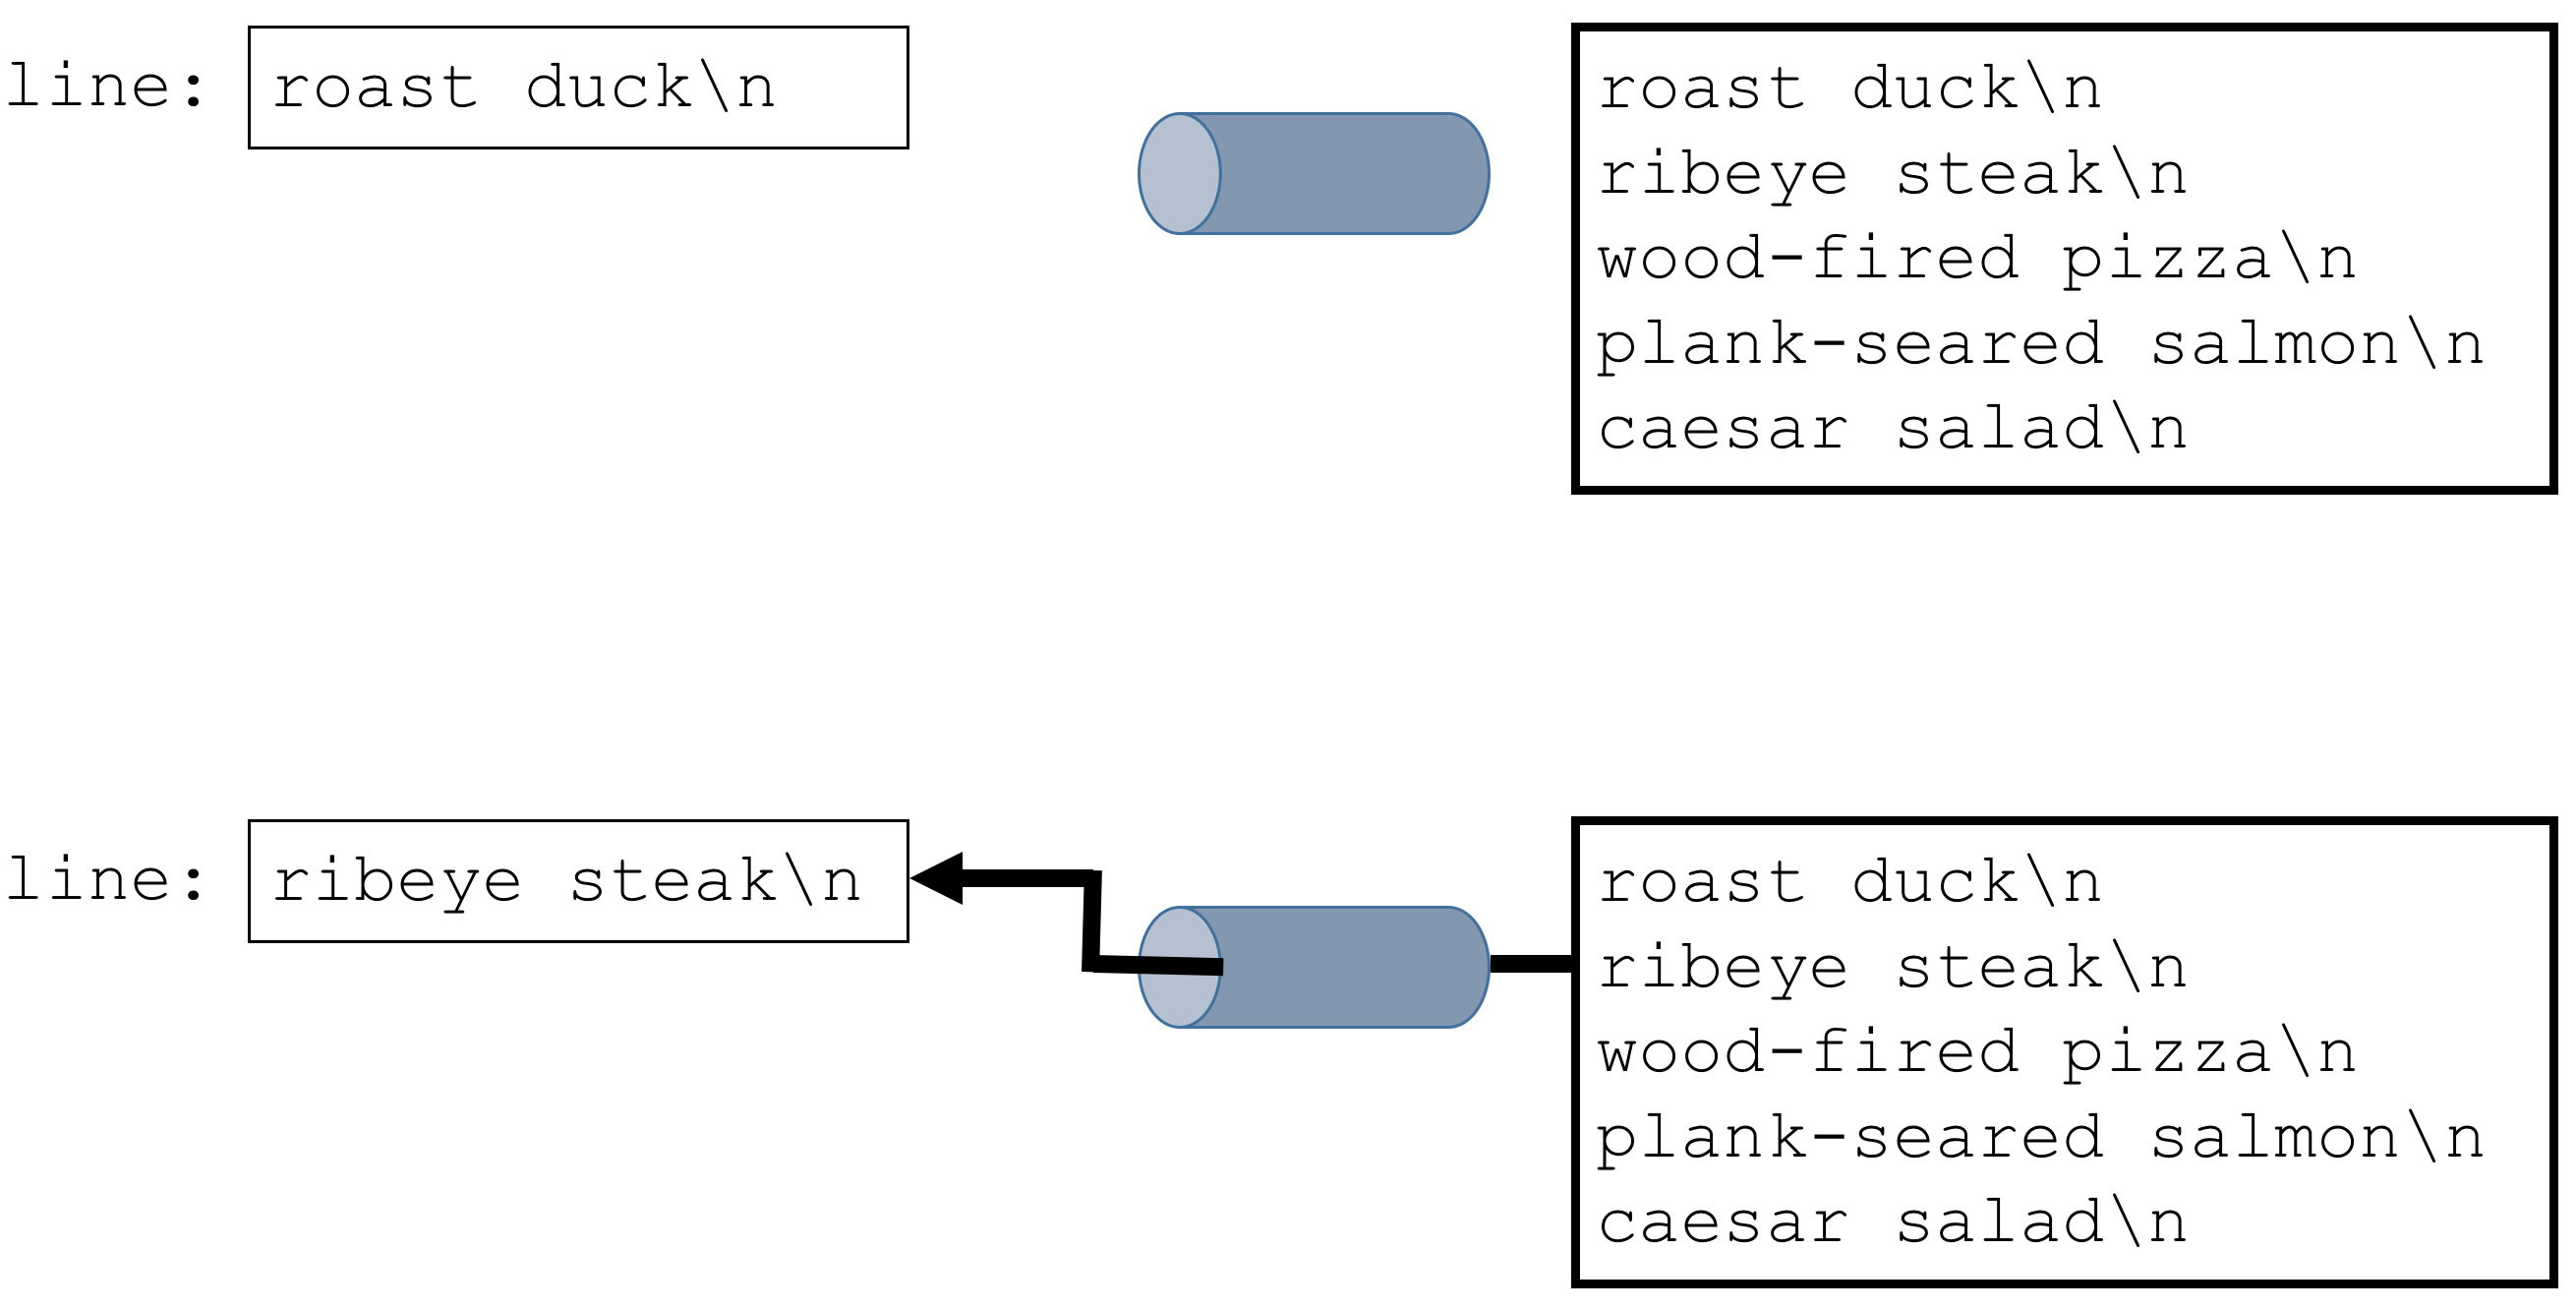 line: roast duck\n
roast duck\n
ribeye steak\n
wood-fired pizza\n
plank-seared salmon\n
caesar salad\n
line: ribeye steak\n
roast duck\n
ribeye steak\n
wood-fired pizza\n
plank-seared salmon\n
caesar salad\n